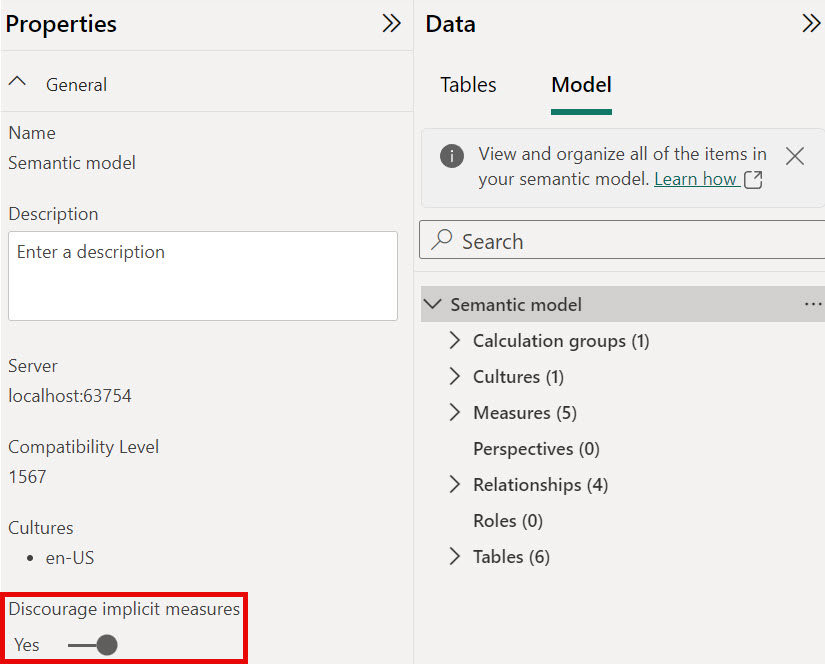 Properties
General
Name
Semantic model
Description
Enter a description
Server
localhost:63754
Compatibility Level
1567
Cultures
• en-US
Discourage implicit measures
Yes
Data
Tables Model
View and organize all of the items in
your semantic model. Learn how
Search
Semantic model
Calculation groups (1)
Cultures (1)
Measures (5)
Perspectives (0)
Relationships (4)
Roles (0)
Tables (6)